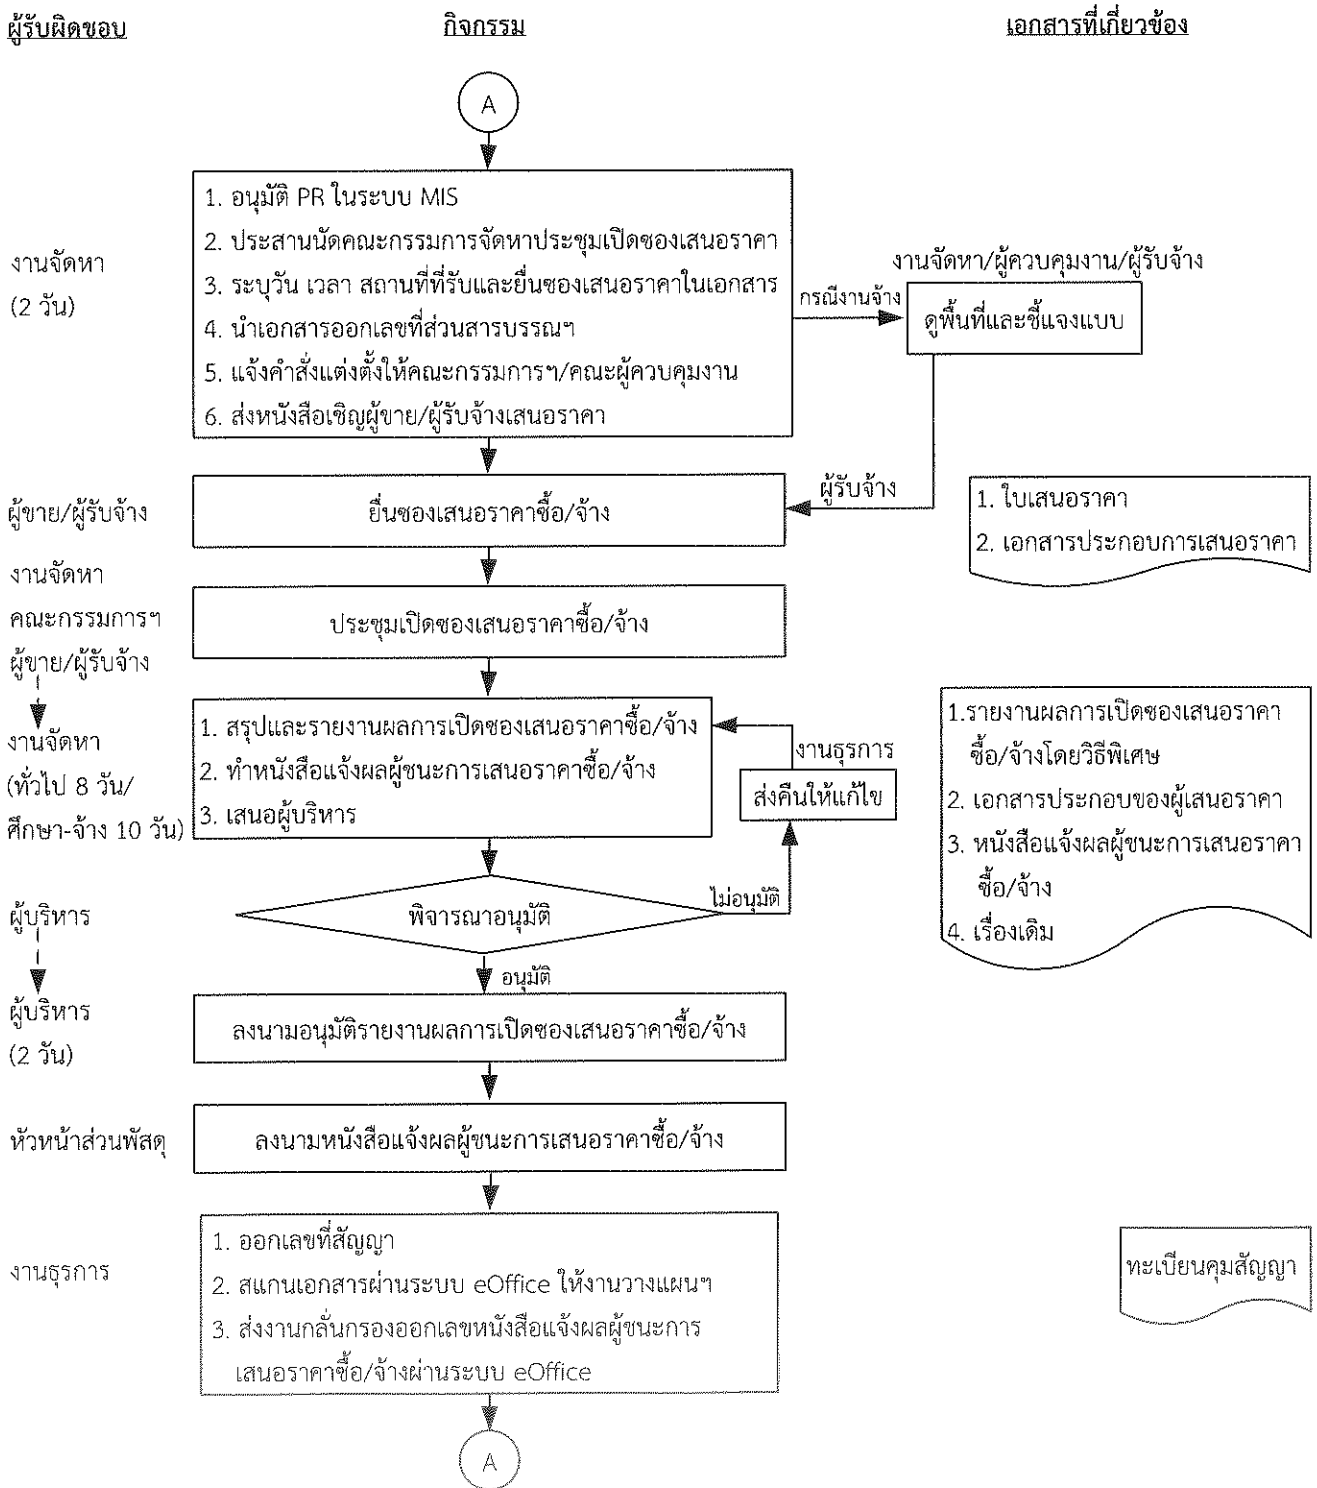 ผู้รับผิดชอบ
กิจกรรม
เอกสารที่เกี่ยวข้อง
A
งานจัดหา
(2 วัน)
1. อนุมัติ PR ในระบบ MIS
2. ประสานนัดคณะกรรมการจัดหาประชุมเปิดซองเสนอราคา
3. ระบุวัน เวลา สถานที่ที่รับและยื่นซองเสนอราคาในเอกสาร
4. นำเอกสารออกเลขที่ส่วนสารบรรณฯ
5. แจ้งคำสั่งแต่งตั้งให้คณะกรรมการฯ/คณะผู้ควบคุมงาน
6. ส่งหนังสือเชิญผู้ขาย/ผู้รับจ้างเสนอราคา
กรณีงานจ้าง
งานจัดหา/ผู้ควบคุมงาน/ผู้รับจ้าง
ดูพื้นที่และชี้แจงแบบ
ผู้รับจ้าง
ผู้ขาย/ผู้รับจ้าง
ยื่นซองเสนอราคาซื้อ/จ้าง
1. ใบเสนอราคา
2. เอกสารประกอบการเสนอราคา
งานจัดหา
คณะกรรมการฯ
ผู้ขาย/ผู้รับจ้าง
ประชุมเปิดซองเสนอราคาซื้อ/จ้าง
งานจัดหา
(ทั่วไป 8 วัน/
ศึกษา-จ้าง 10 วัน)
1. สรุปและรายงานผลการเปิดซองเสนอราคาซื้อ/จ้าง
2. ทำหนังสือแจ้งผลผู้ชนะการเสนอราคาซื้อ/จ้าง
3. เสนอผู้บริหาร
งานธุรการ
ส่งคืนให้แก้ไข
1.รายงานผลการเปิดซองเสนอราคา
ซื้อ/จ้างโดยวิธีพิเศษ
2. เอกสารประกอบของผู้เสนอราคา
3. หนังสือแจ้งผลผู้ชนะการเสนอราคา
ซื้อ/จ้าง
4. เรื่องเดิม
ผู้บริหาร
พิจารณาอนุมัติ
ไม่อนุมัติ
อนุมัติ
ผู้บริหาร
(2 วัน)
ลงนามอนุมัติรายงานผลการเปิดซองเสนอราคาซื้อ/จ้าง
หัวหน้าส่วนพัสดุ
ลงนามหนังสือแจ้งผลผู้ชนะการเสนอราคาซื้อ/จ้าง
งานธุรการ
1. ออกเลขที่สัญญา
2. สแกนเอกสารผ่านระบบ eOffice ให้งานวางแผนฯ
3. ส่งงานกลั่นกรองออกเลขหนังสือแจ้งผลผู้ชนะการ
เสนอราคาซื้อ/จ้างผ่านระบบ eOffice
ทะเบียนคุมสัญญา
A